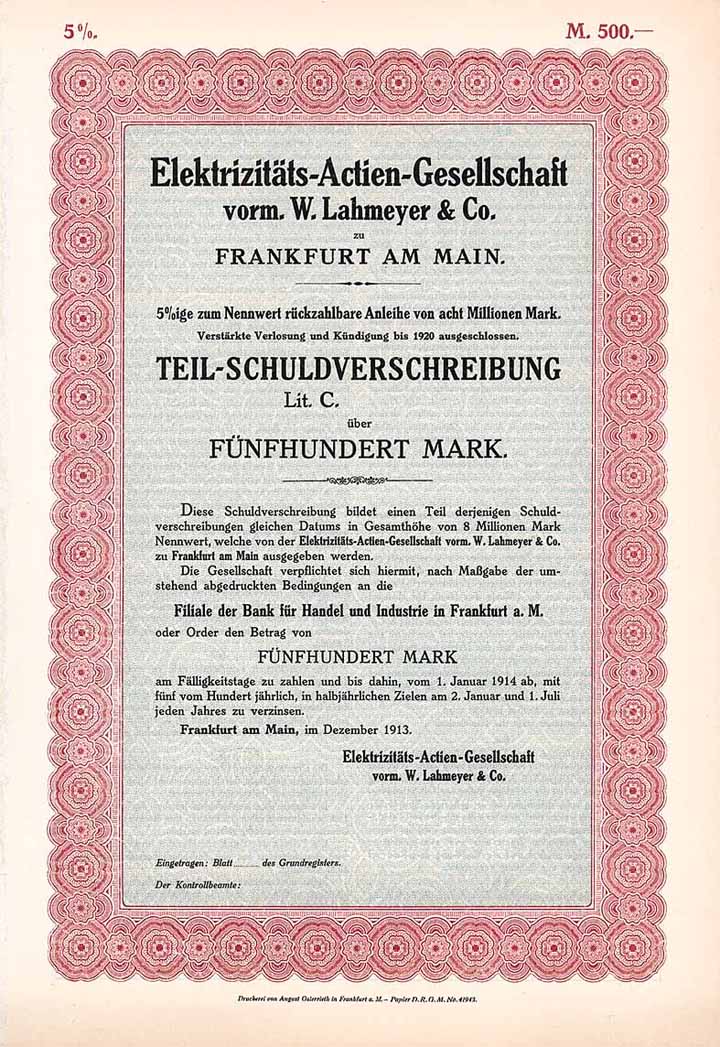 5%.
M. 500.—
Elektrizitäts-Actien-Gesellschaft
vorm. W. Lahmeyer & Co.
zu
FRANKFURT AM MAIN.
5%ige zum Nennwert rückzahlbare Anleihe von acht Millionen Mark.
Verstärkte Verlosung und Kündigung bis 1920 ausgeschlossen.
TEIL-SCHULDVERSCHREIBUNG
Lit. C.
über
FÜNFHUNDERT MARK.
Diese Schuldverschreibung bildet einen Teil derjenigen Schuld-
verschreibungen gleichen Datums in Gesamthöhe von 8 Millionen Mark
Nennwert, welche von der Elektrizitäts-Actien-Gesellschaft vorm. W. Lahmeyer & Co.
zu Frankfurt am Main ausgegeben werden.
Die Gesellschaft verpflichtet sich hiermit, nach Maßgabe der um-
stehend abgedruckten Bedingungen an die
Filiale der Bank für Handel und Industrie in Frankfurt a. M.
oder Order den Betrag von
FÜNFHUNDERT MARK
am Fälligkeitstage zu zahlen und bis dahin, vom 1. Januar 1914 ab, mit
fünf vom Hundert jährlich, in halbjährlichen Zielen am 2. Januar und 1. Juli
jeden Jahres zu verzinsen.
Frankfurt am Main, im Dezember 1913.
Elektrizitäts-Actien-Gesellschaft
vorm. W. Lahmeyer & Co.
Eingetragen: Blatt........ des Grundregisters.
Der Kontrollbeamte:
Druckerei von August Osterrieth in Frankfurt a. M. – Papier D. R. G. M. No. 41943.